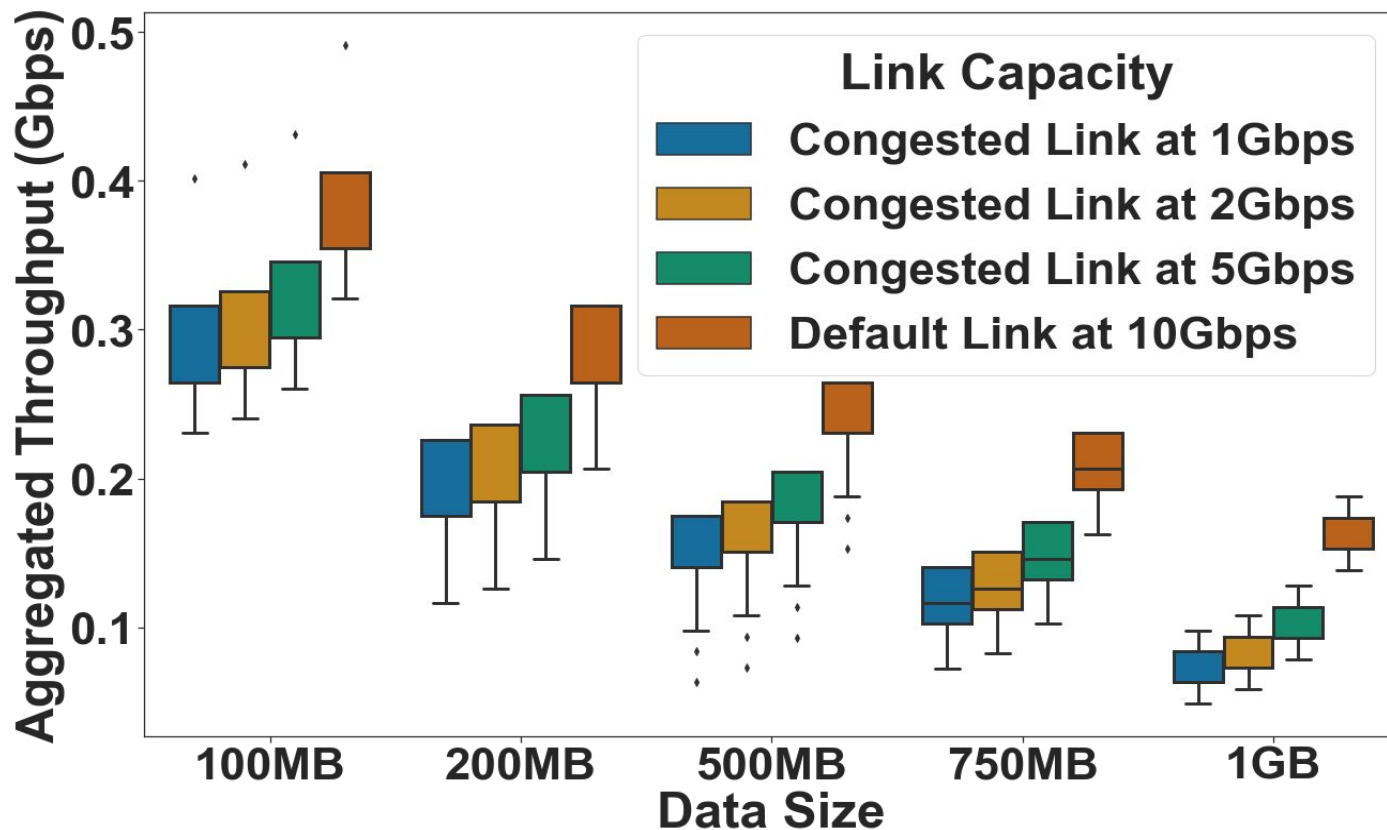 Aggregated Throughput (Gbps)
0.5
0.4
0.3
0.2
0.1
Link Capacity
Congested Link at 1Gbps
Congested Link at 2Gbps
Congested Link at 5Gbps
Default Link at 10Gbps
100MB 200MB 500MB 750MB 1GB
Data Size